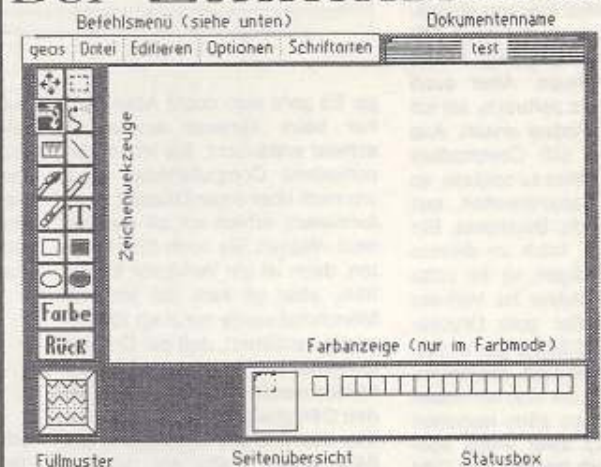 Befehlsmenü (siehe unten) Dokumentenname
geos Datei Editieren Optionen Schriftarten test
Zeichenwekzeuge
T
Farbe
Rück
Farbanzeige (nur im Farbmode)
Füllmuster Seitenübersicht Statusbox